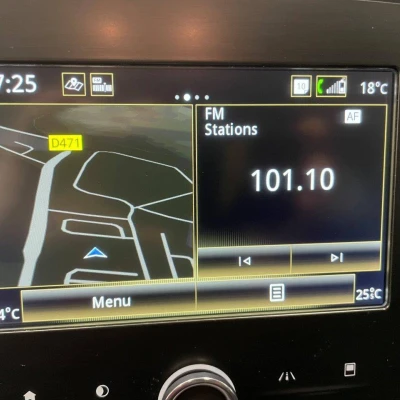 7:25
18°C
D471
FM
Stations
AF
101.10
Menu
4°C
25°C